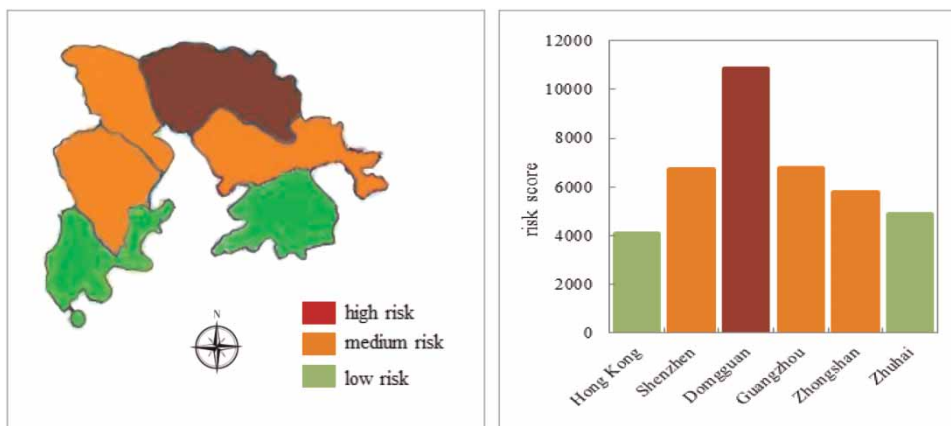 N
high risk
medium risk
low risk
risk score
12000
10000
8000
6000
4000
2000
0
Hong Kong
Shenzhen
Domgguan
Guangzhou
Zhongshan
Zhuhai